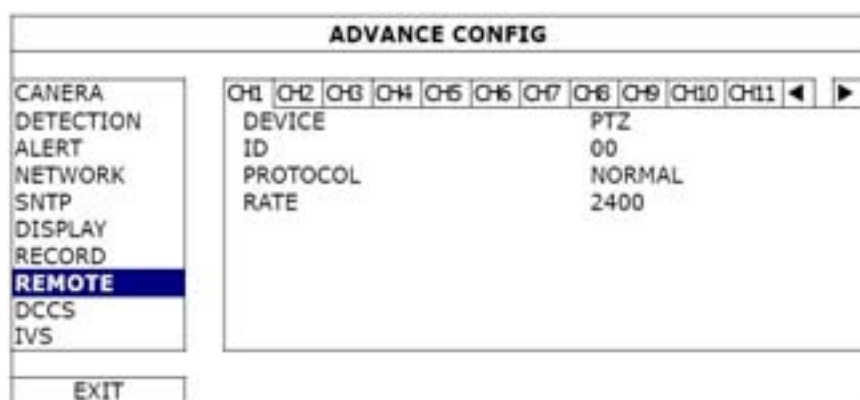 ADVANCE CONFIG
CANERA
DETECTION
ALERT
NETWORK
SNTP
DISPLAY
RECORD
REMOTE
DCCS
IVS
EXIT
CH1 CH2 CH3 CH4 CH5 CH6 CH7 CH8 CH9 CH10 CH11 ◀ ▶
DEVICE PTZ
ID 00
PROTOCOL NORMAL
RATE 2400